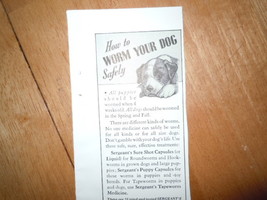 How to
WORM YOUR DOG
Safely
• All puppies
should be
wormed when 6
weeks old. All dogs should be wormed
in the Spring and Fall.
There are different kinds of worms.
No one medicine can safely be used
for all kinds or for all size dogs.
Don't gamble with your dog's life. Use
these safe, sure, effective treatments:
Sergeant's Sure Shot Capsules (or
Liquid) for Roundworms and Hook-
worms in grown dogs and large pup-
pies; Sergeant's Puppy Capsules for
these worms in puppies and toy
breeds. For Tapeworms in puppies
and dogs, use Sergeant's Tapeworm
Medicine.